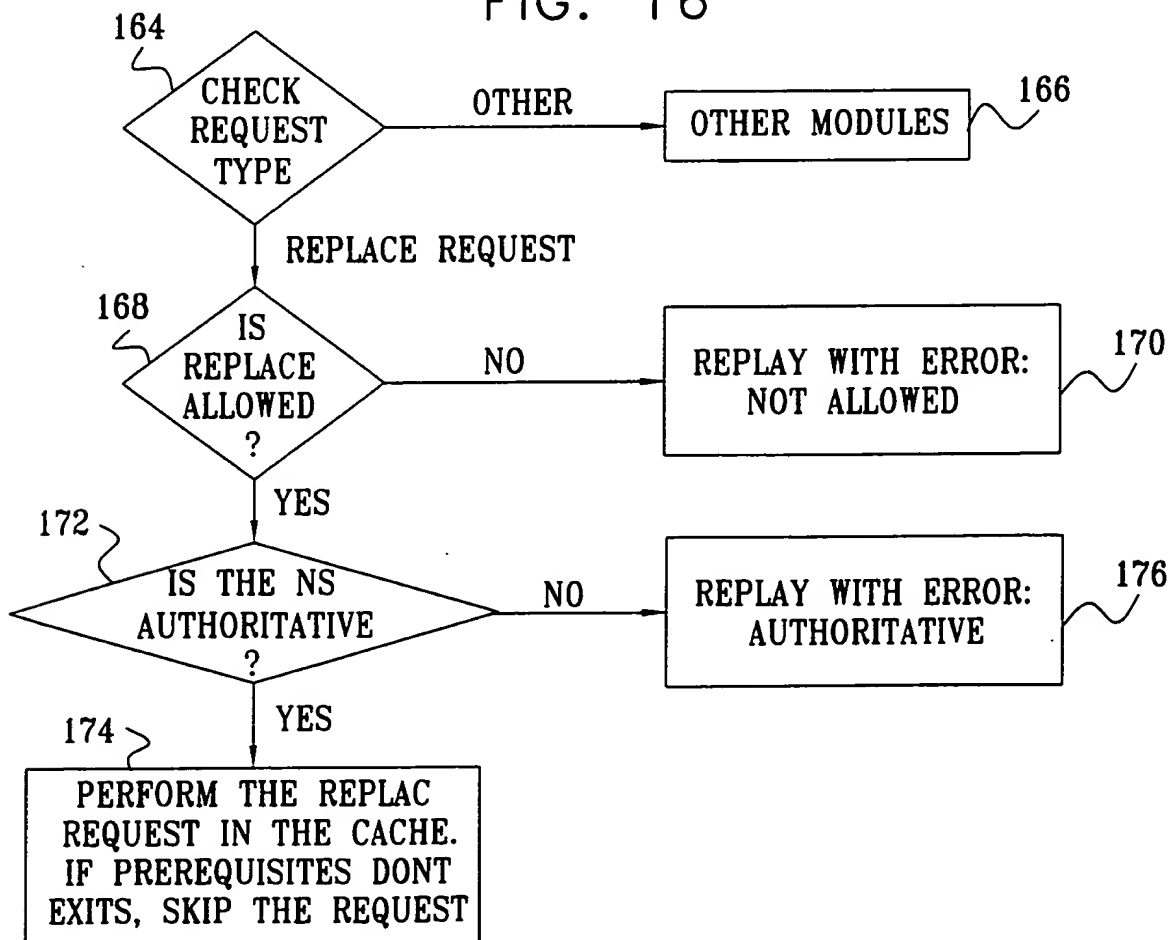 FIG. 16
164
CHECK
REQUEST
TYPE
OTHER
OTHER MODULES
166
REPLACE REQUEST
168
IS
REPLACE
ALLOWED
?
NO
REPLAY WITH ERROR:
NOT ALLOWED
170
YES
172
IS THE NS
AUTHORITATIVE
?
NO
REPLAY WITH ERROR:
AUTHORITATIVE
176
YES
174
PERFORM THE REPLAC
REQUEST IN THE CACHE.
IF PREREQUISITES DONT
EXITS, SKIP THE REQUEST